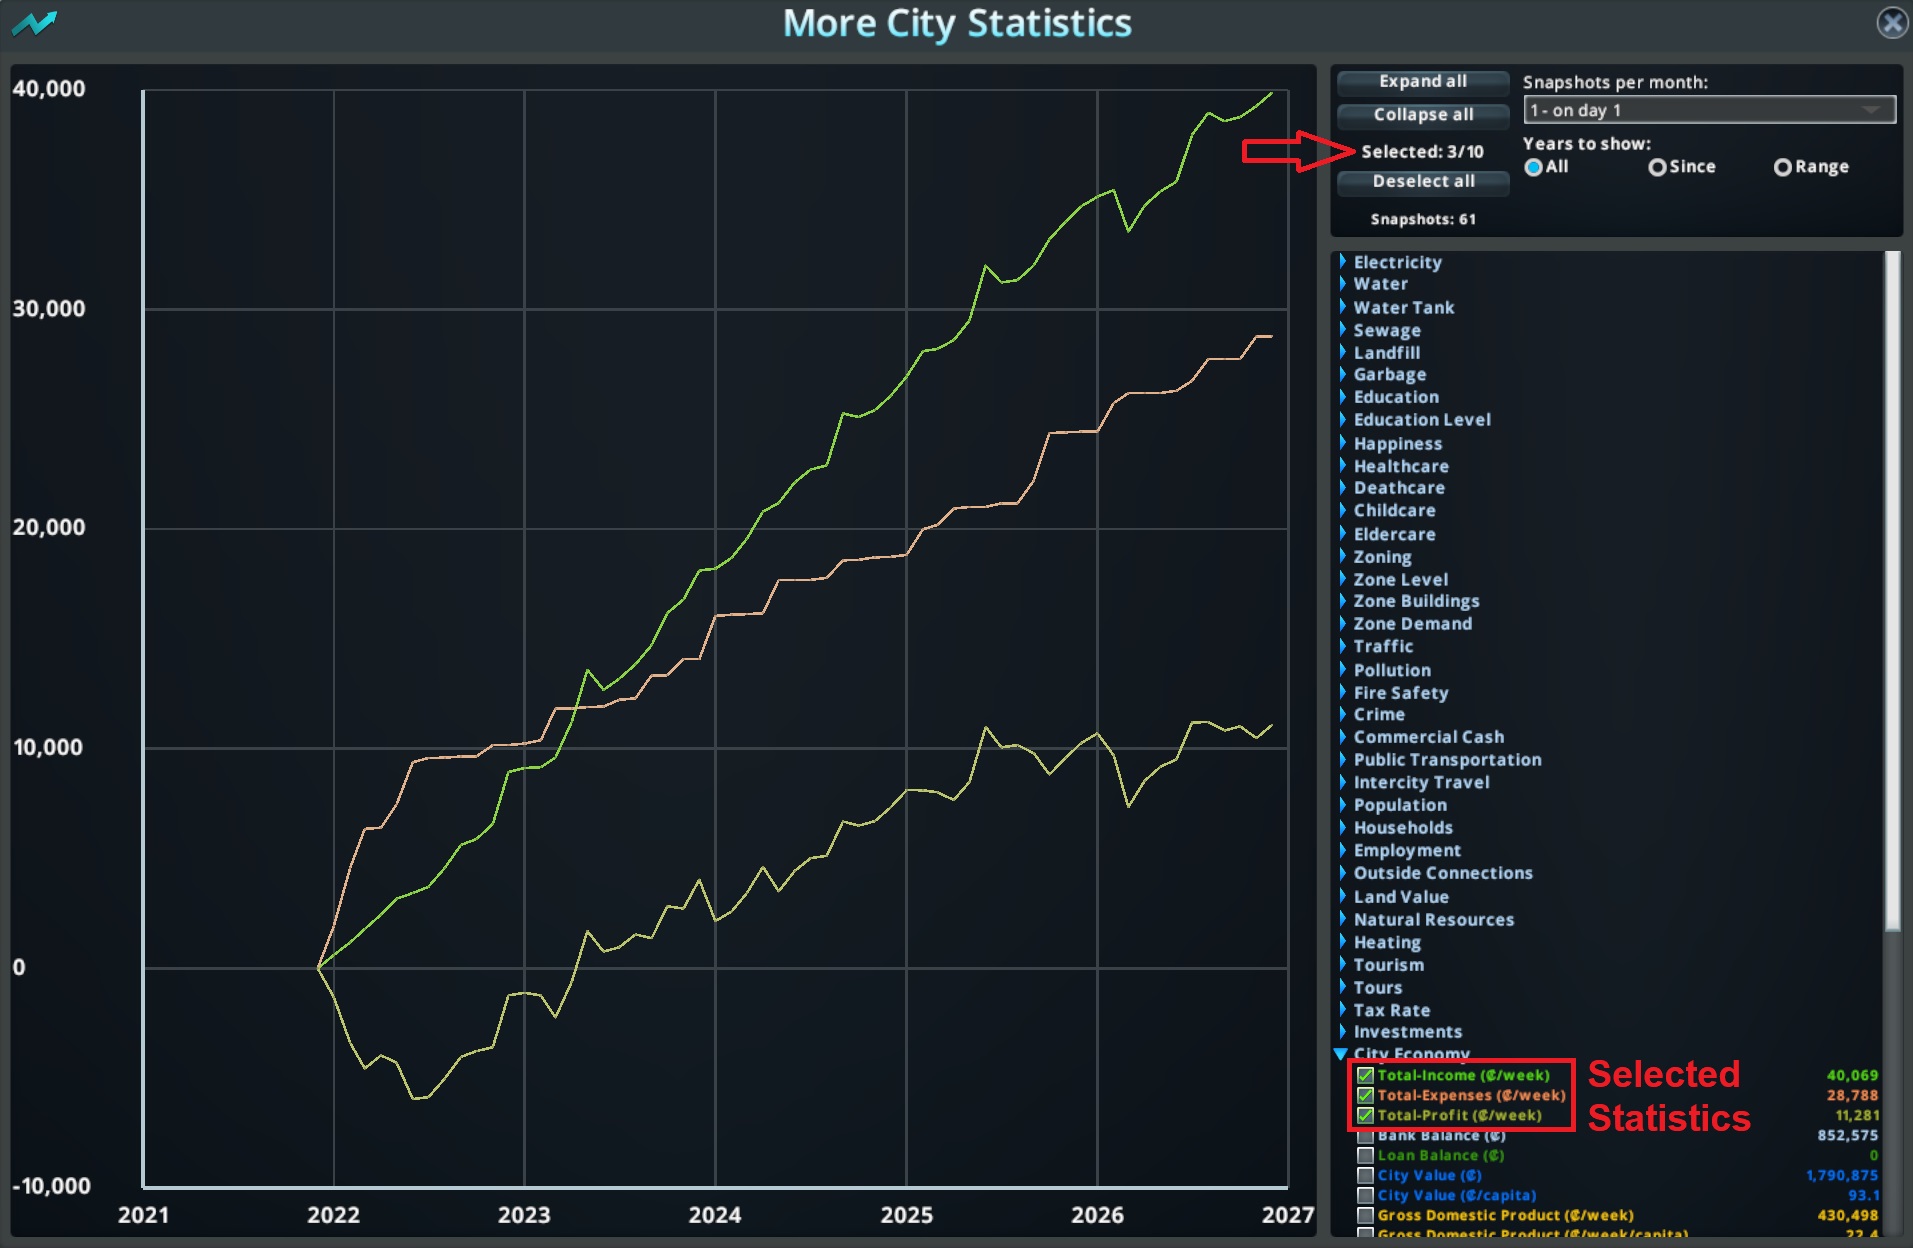 More City Statistics
40,000
30,000
20,000
10,000
0
-10,000
2021 2022 2023 2024 2025 2026 2027
Expand all
Collapse all
Selected: 3/10
Deselect all
Snapshots: 61
Snapshots per month:
1 - on day 1
Years to show:
All Since Range
Electricity
Water
Water Tank
Sewage
Landfill
Garbage
Education
Education Level
Happiness
Healthcare
Deathcare
Childcare
Eldercare
Zoning
Zone Level
Zone Buildings
Zone Demand
Traffic
Pollution
Fire Safety
Crime
Commercial Cash
Public Transportation
Intercity Travel
Population
Households
Employment
Outside Connections
Land Value
Natural Resources
Heating
Tourism
Tours
Tax Rate
Investments
City Economy
Total-Income (₡/week) 40,069
Total-Expenses (₡/week) 28,788
Total-Profit (₡/week) 11,281
Bank Balance (₡) 852,575
Loan Balance (₡) 0
City Value (₡) 1,790,875
City Value (₡/capita) 93.1
Gross Domestic Product (₡/week) 430,498
Gross Domestic Product (₡/week/capita) 22.4
Selected
Statistics